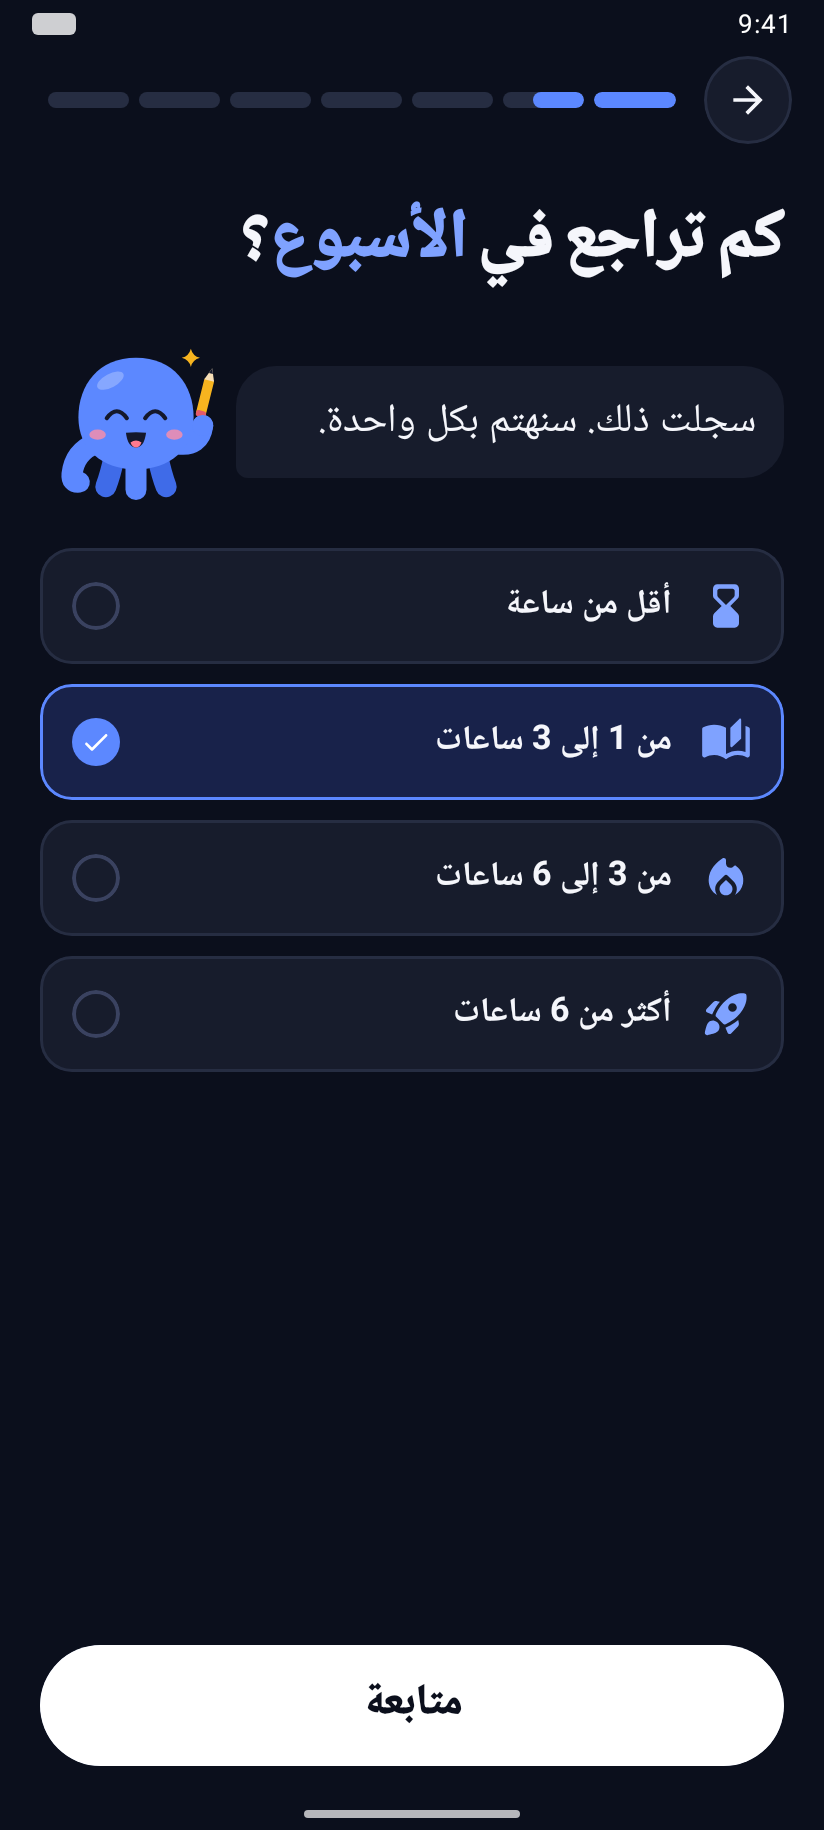 9:41
كم تراجع في الأسبوع؟
سجلت ذلك. سنهتم بكل واحدة.
أقل من ساعة
من 1 إلى 3 ساعات
من 3 إلى 6 ساعات
أكثر من 6 ساعات
متابعة